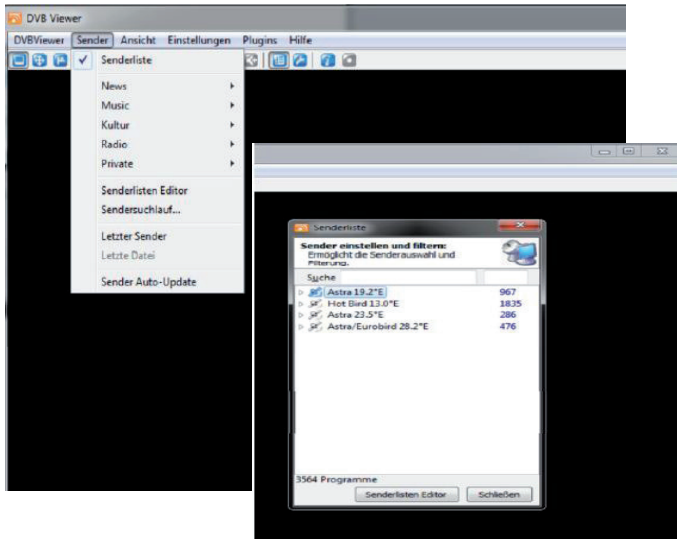 DVB Viewer
DVBViewer Sender Ansicht Einstellungen Plugins Hilfe
Senderliste
News
Music
Kultur
Radio
Private
Senderlisten Editor
Sendersuchlauf...
Letzter Sender
Letzte Datei
Sender Auto-Update
Senderliste
Sender einstellen und filtern:
Ermöglicht die Senderauswahl und
Filterung.
Suche
Astra 19.2°E 967
Hot Bird 13.0°E 1835
Astra 23.5°E 286
Astra/Eurobird 28.2°E 476
3564 Programme
Senderlisten Editor Schließen